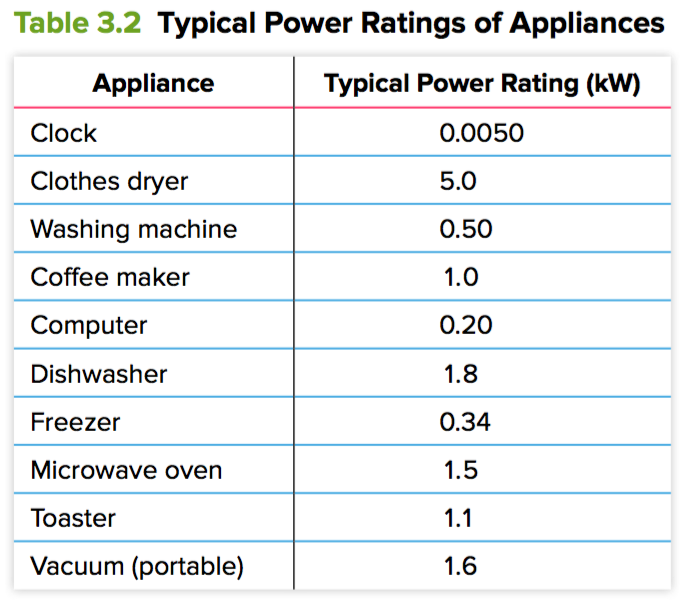 Table 3.2 Typical Power Ratings of Appliances
Appliance Typical Power Rating (kW)
Clock 0.0050
Clothes dryer 5.0
Washing machine 0.50
Coffee maker 1.0
Computer 0.20
Dishwasher 1.8
Freezer 0.34
Microwave oven 1.5
Toaster 1.1
Vacuum (portable) 1.6